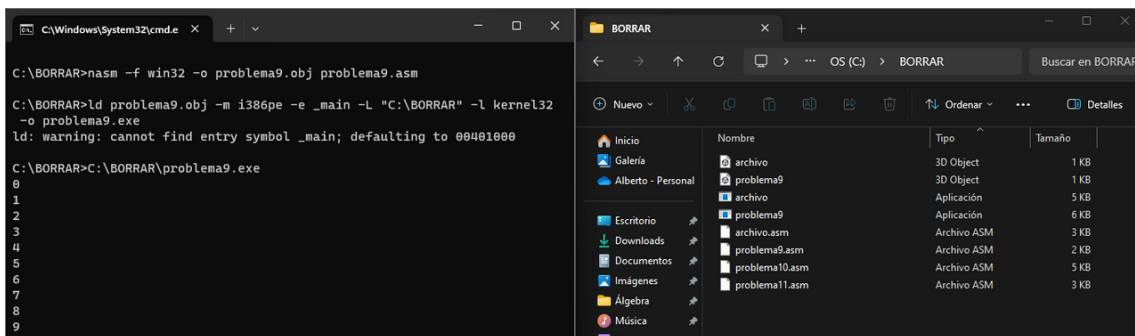 C:\Windows\System32\cmd.e
C:\BORRAR>nasm -f win32 -o problema9.obj problema9.asm
C:\BORRAR>ld problema9.obj -m i386pe -e _main -L "C:\BORRAR" -l kernel32
-o problema9.exe
ld: warning: cannot find entry symbol _main; defaulting to 00401000
C:\BORRAR>C:\BORRAR\problema9.exe
0
1
2
3
4
5
6
7
8
9
BORRAR
OS (C:) > BORRAR
Buscar en BORRAR
Nuevo
Ordenar
Detalles
Inicio
Galería
Alberto - Personal
Escritorio
Downloads
Documentos
Imágenes
Álgebra
Música
Nombre Tipo Tamaño
archivo 3D Object 1 KB
problema9 3D Object 1 KB
archivo Aplicación 5 KB
problema9 Aplicación 6 KB
archivo.asm Archivo ASM 3 KB
problema9.asm Archivo ASM 2 KB
problema10.asm Archivo ASM 5 KB
problema11.asm Archivo ASM 3 KB